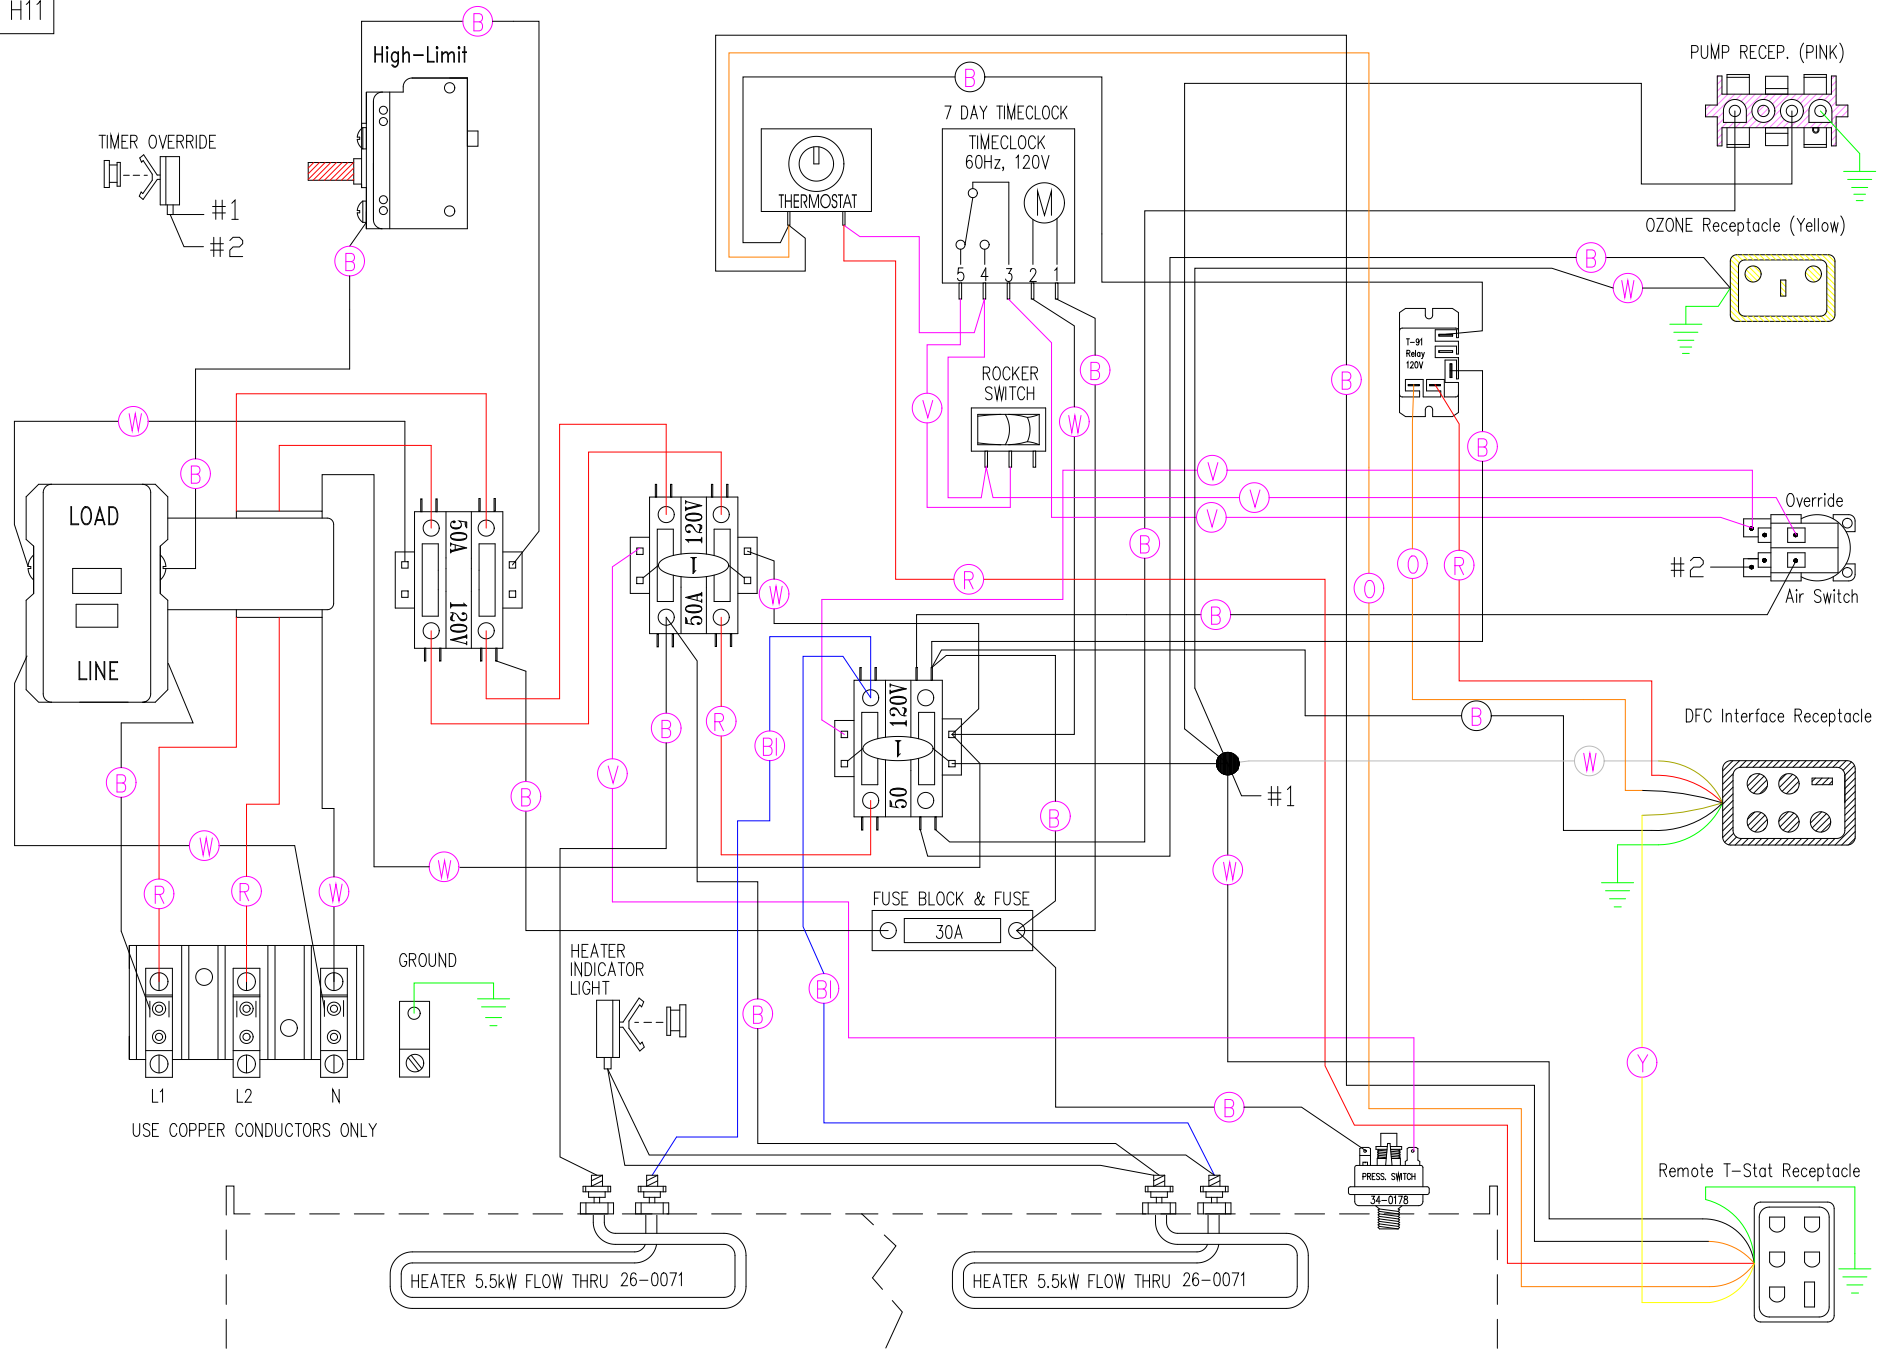 H11
B
High-Limit
TIMER OVERRIDE
#1
#2
B
W
B
LOAD
LINE
50A
120V
B
W
R
R
W
L1
L2
N
USE COPPER CONDUCTORS ONLY
GROUND
W
B
B
7 DAY TIMECLOCK
TIMECLOCK
60Hz, 120V
M
5 4 3 2 1
THERMOSTAT
ROCKER
SWITCH
V
W
B
120V
1
50A
W
B
R
BI
V
120V
1
50
R
B
B
B
O
FUSE BLOCK & FUSE
30A
B
HEATER
INDICATOR
LIGHT
B
BI
HEATER 5.5kW FLOW THRU 26-0071
HEATER 5.5kW FLOW THRU 26-0071
PUMP RECEP. (PINK)
OZONE Receptacle (Yellow)
B
W
T-91
Relay
120V
B
V
V
V
O
R
Override
#2
Air Switch
#1
W
B
W
DFC Interface Receptacle
Y
B
PRESS. SWITCH
34-0178
Remote T-Stat Receptacle